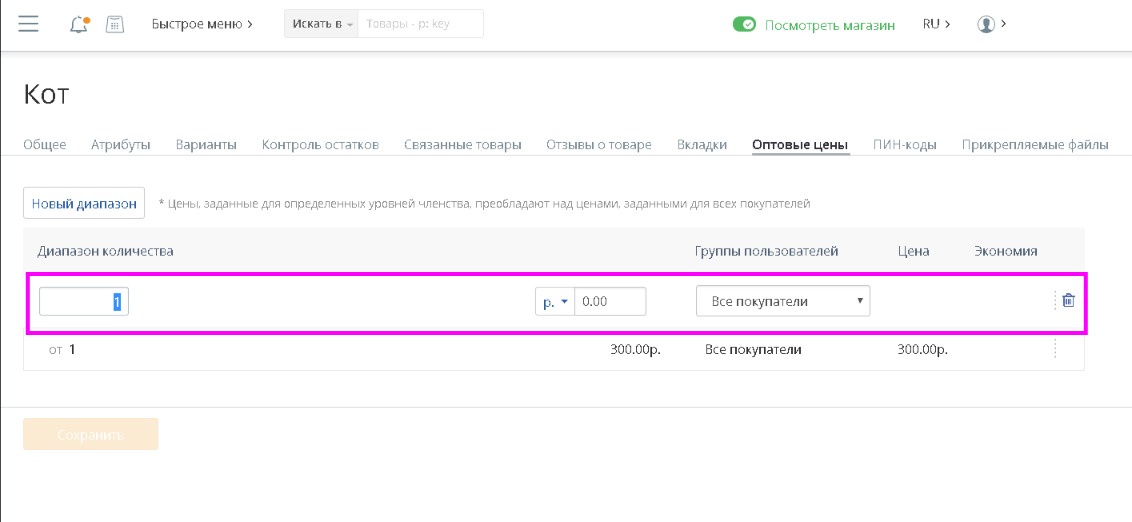 Быстрое меню
Искать в
Товары - р: key
Посмотреть магазин
RU
Кот
Общее Атрибуты Варианты Контроль остатков Связанные товары Отзывы о товаре Вкладки Оптовые цены ПИН-коды Прикрепляемые файлы
Новый диапазон * Цены, заданные для определенных уровней членства, преобладают над ценами, заданными для всех покупателей
Диапазон количества Группы пользователей Цена Экономия
1 р. 0.00 Все покупатели
от 1 300.00р. Все покупатели 300.00р.
Сохранить